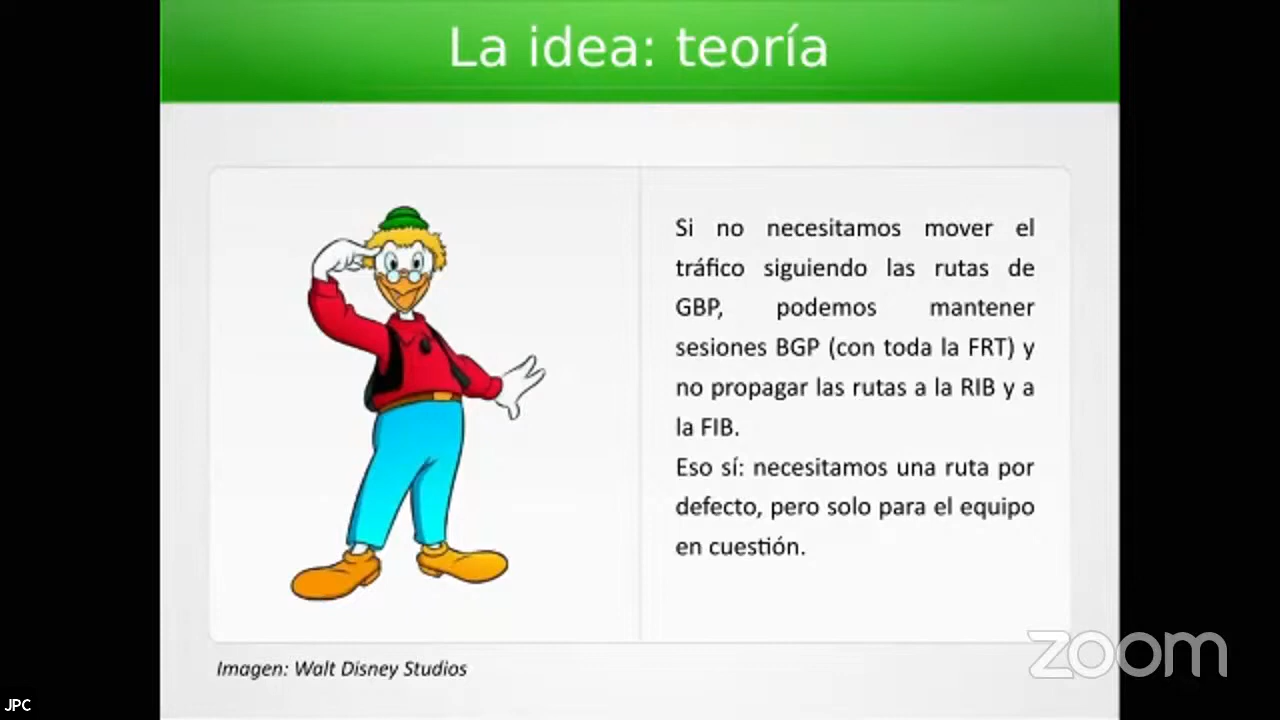 La idea: teoría
Si no necesitamos mover el
tráfico siguiendo las rutas de
GBP, podemos mantener
sesiones BGP (con toda la FRT) y
no propagar las rutas a la RIB y a
la FIB.
Eso sí: necesitamos una ruta por
defecto, pero solo para el equipo
en cuestión.
Imagen: Walt Disney Studios
zoom
JPC